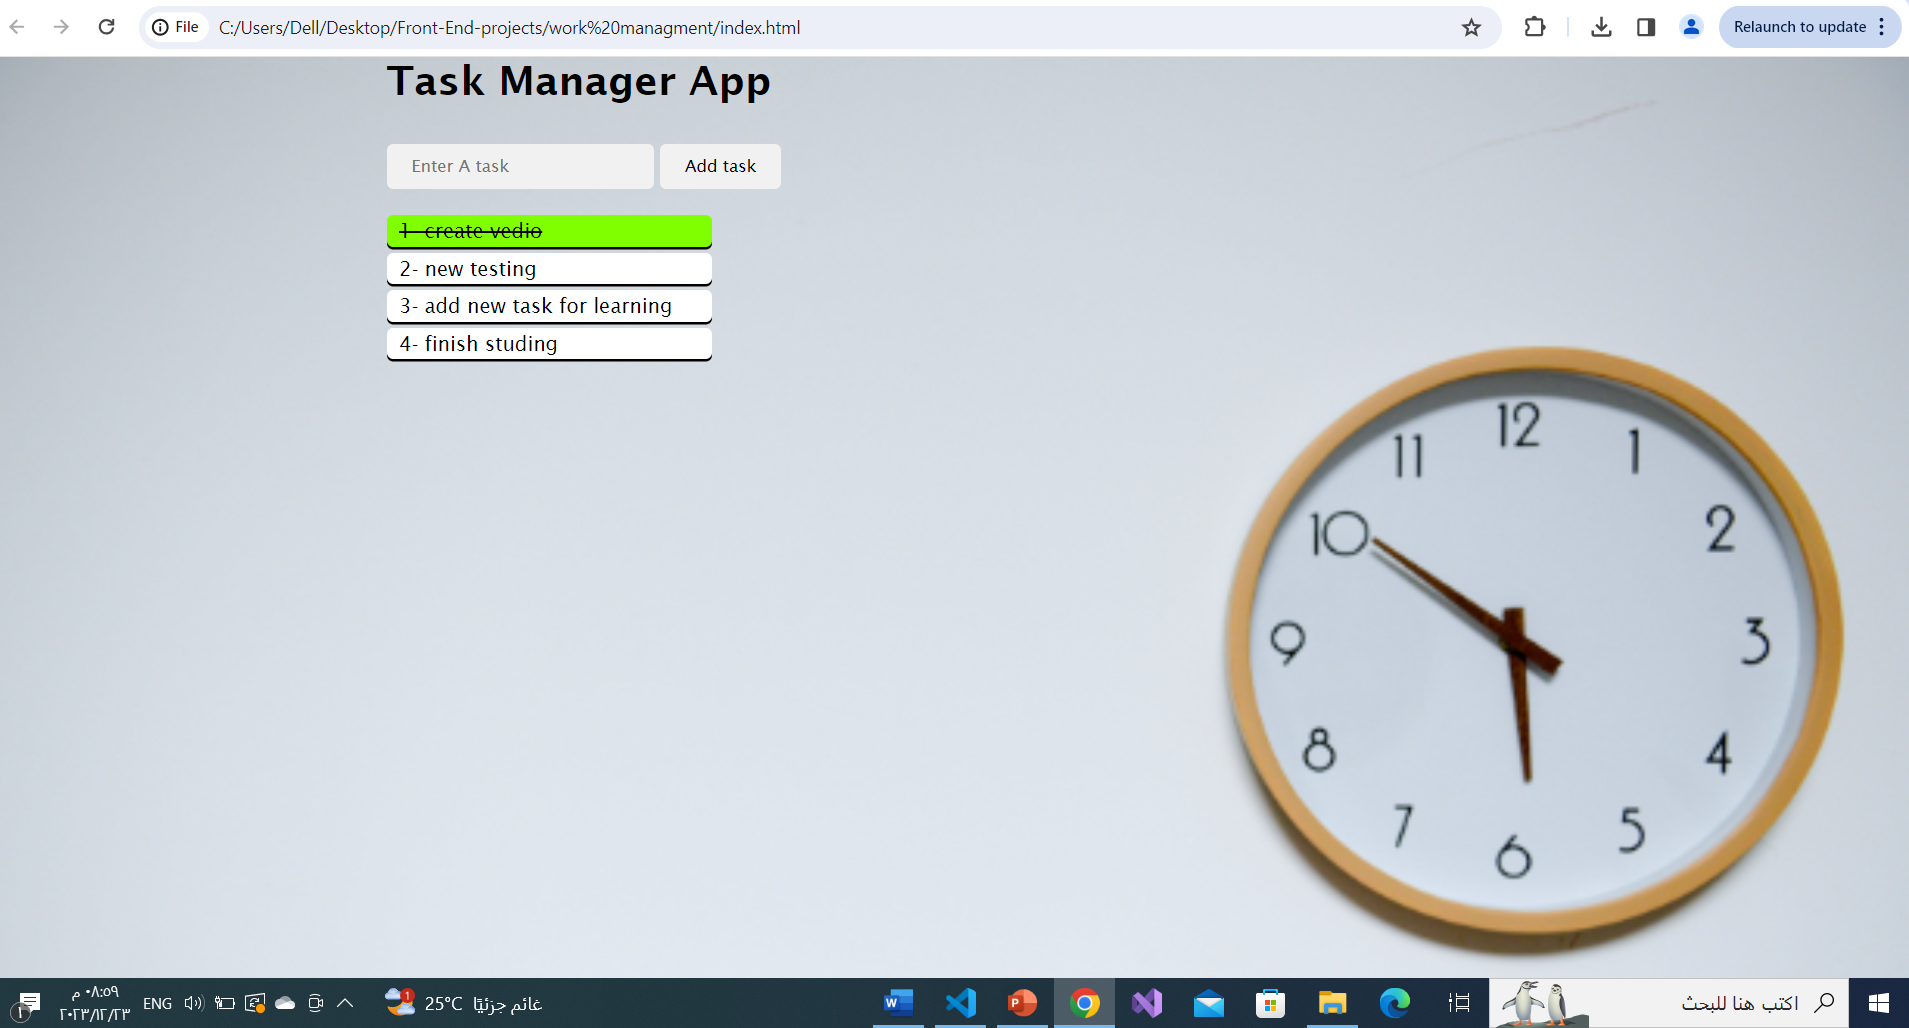 File C:/Users/Dell/Desktop/Front-End-projects/work%20managment/index.html Relaunch to update
Task Manager App
Enter A task Add task
1- create vedio
2- new testing
3- add new task for learning
4- finish studing
12
11 1
10 2
9 3
8 4
7 5
6
٠٨:٥٩ م
٢٠٢٣/١٢/٢٣
ENG
1
25°C غائم جزئيًا
اكتب هنا للبحث